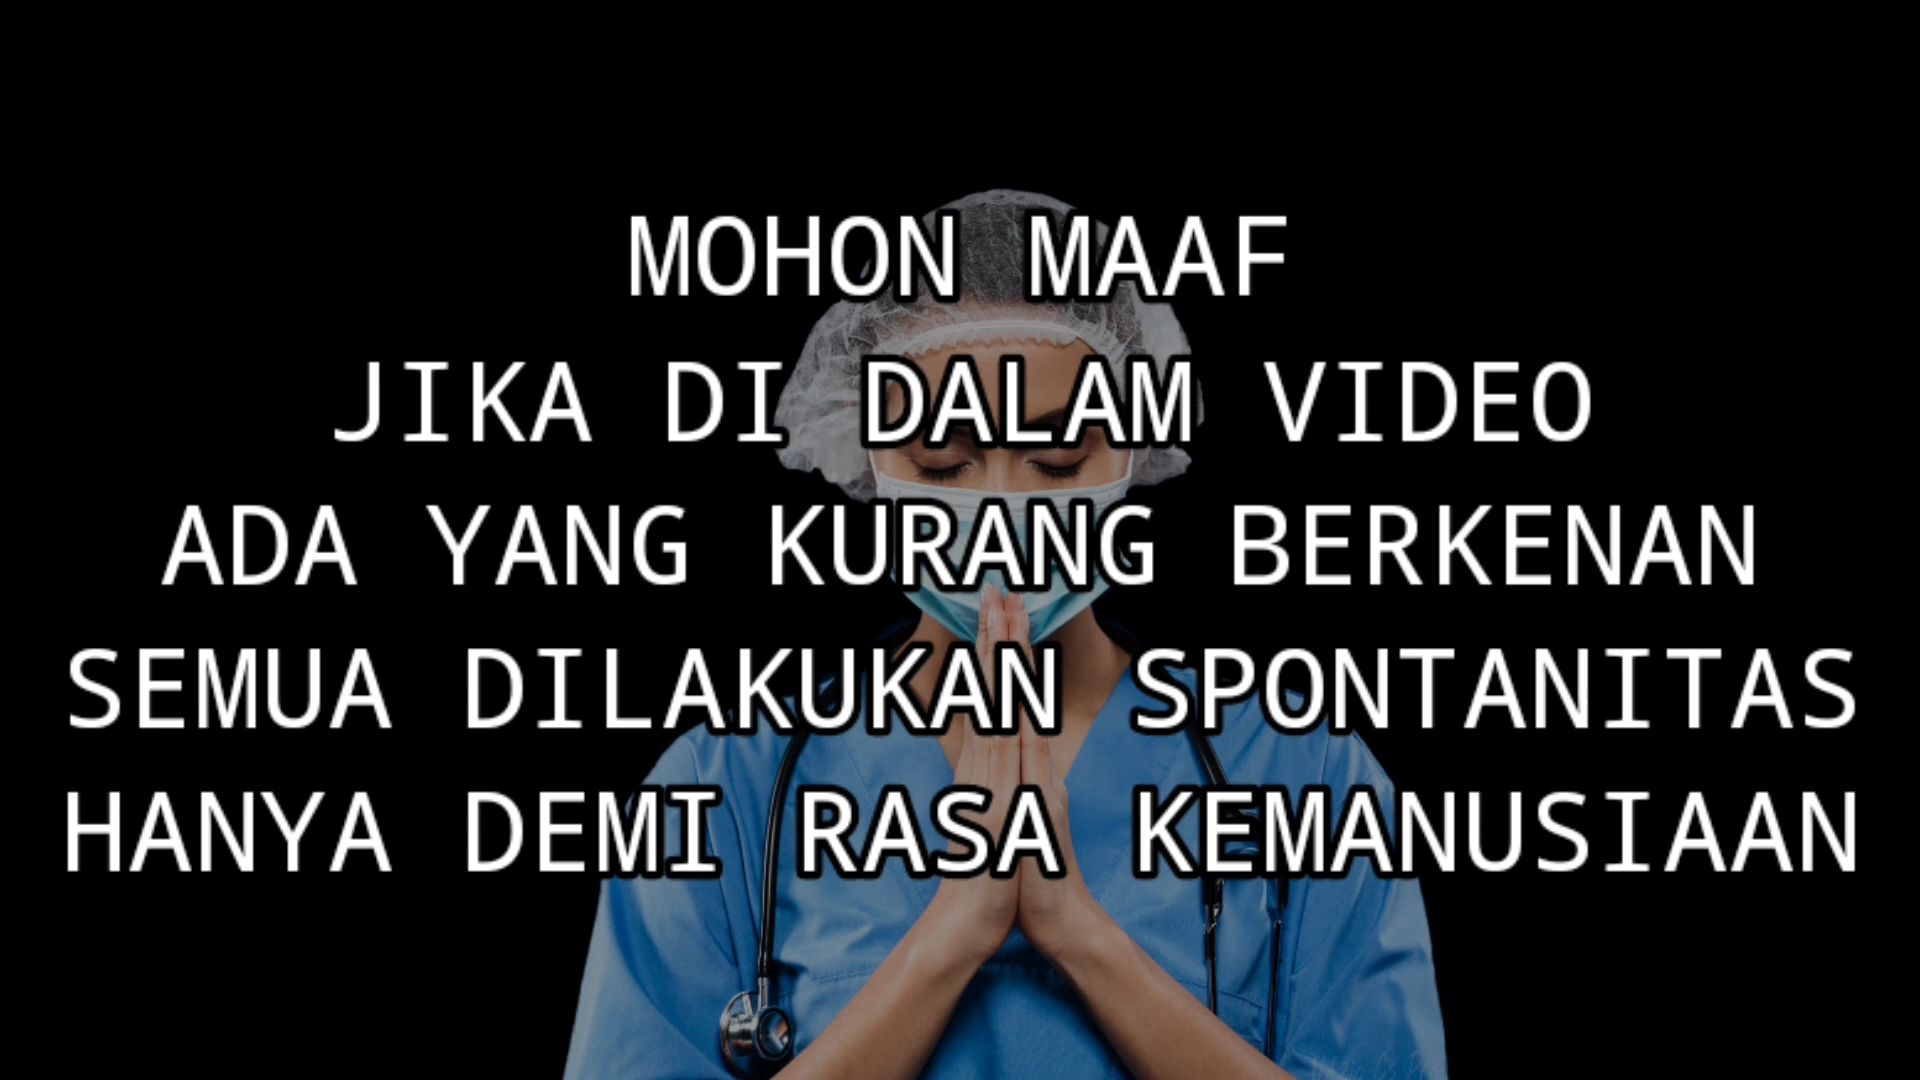 MOHON MAAF
JIKA DI DALAM VIDEO
ADA YANG KURANG BERKENAN
SEMUA DILAKUKAN SPONTANITAS
HANYA DEMI RASA KEMANUSIAAN